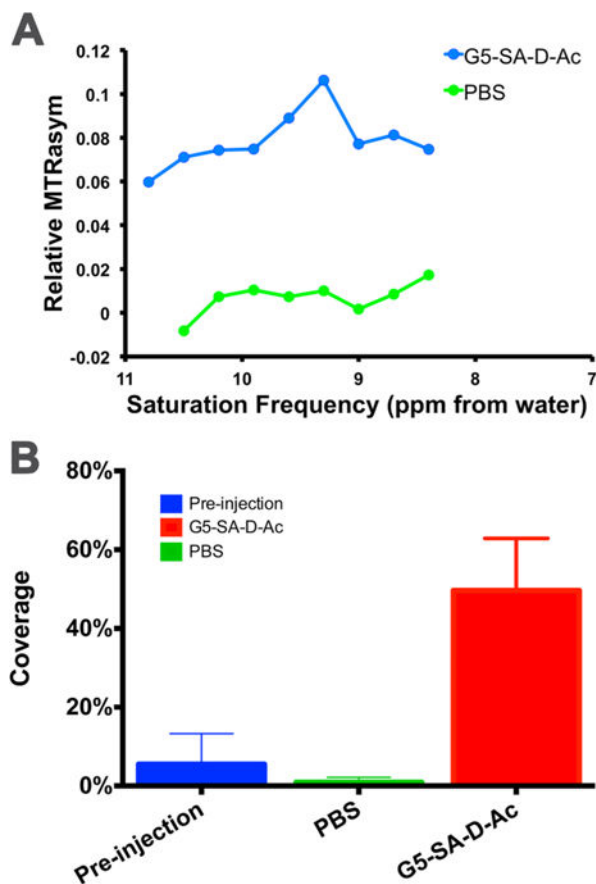 A
0.12
0.1
0.08
0.06
0.04
0.02
0
-0.02
Relative MTRasym
G5-SA-D-Ac
PBS
11 10 9 8 7
Saturation Frequency (ppm from water)
B
80%
60%
40%
20%
0%
Coverage
Pre-injection
G5-SA-D-Ac
PBS
Pre-injection
PBS
G5-SA-D-Ac